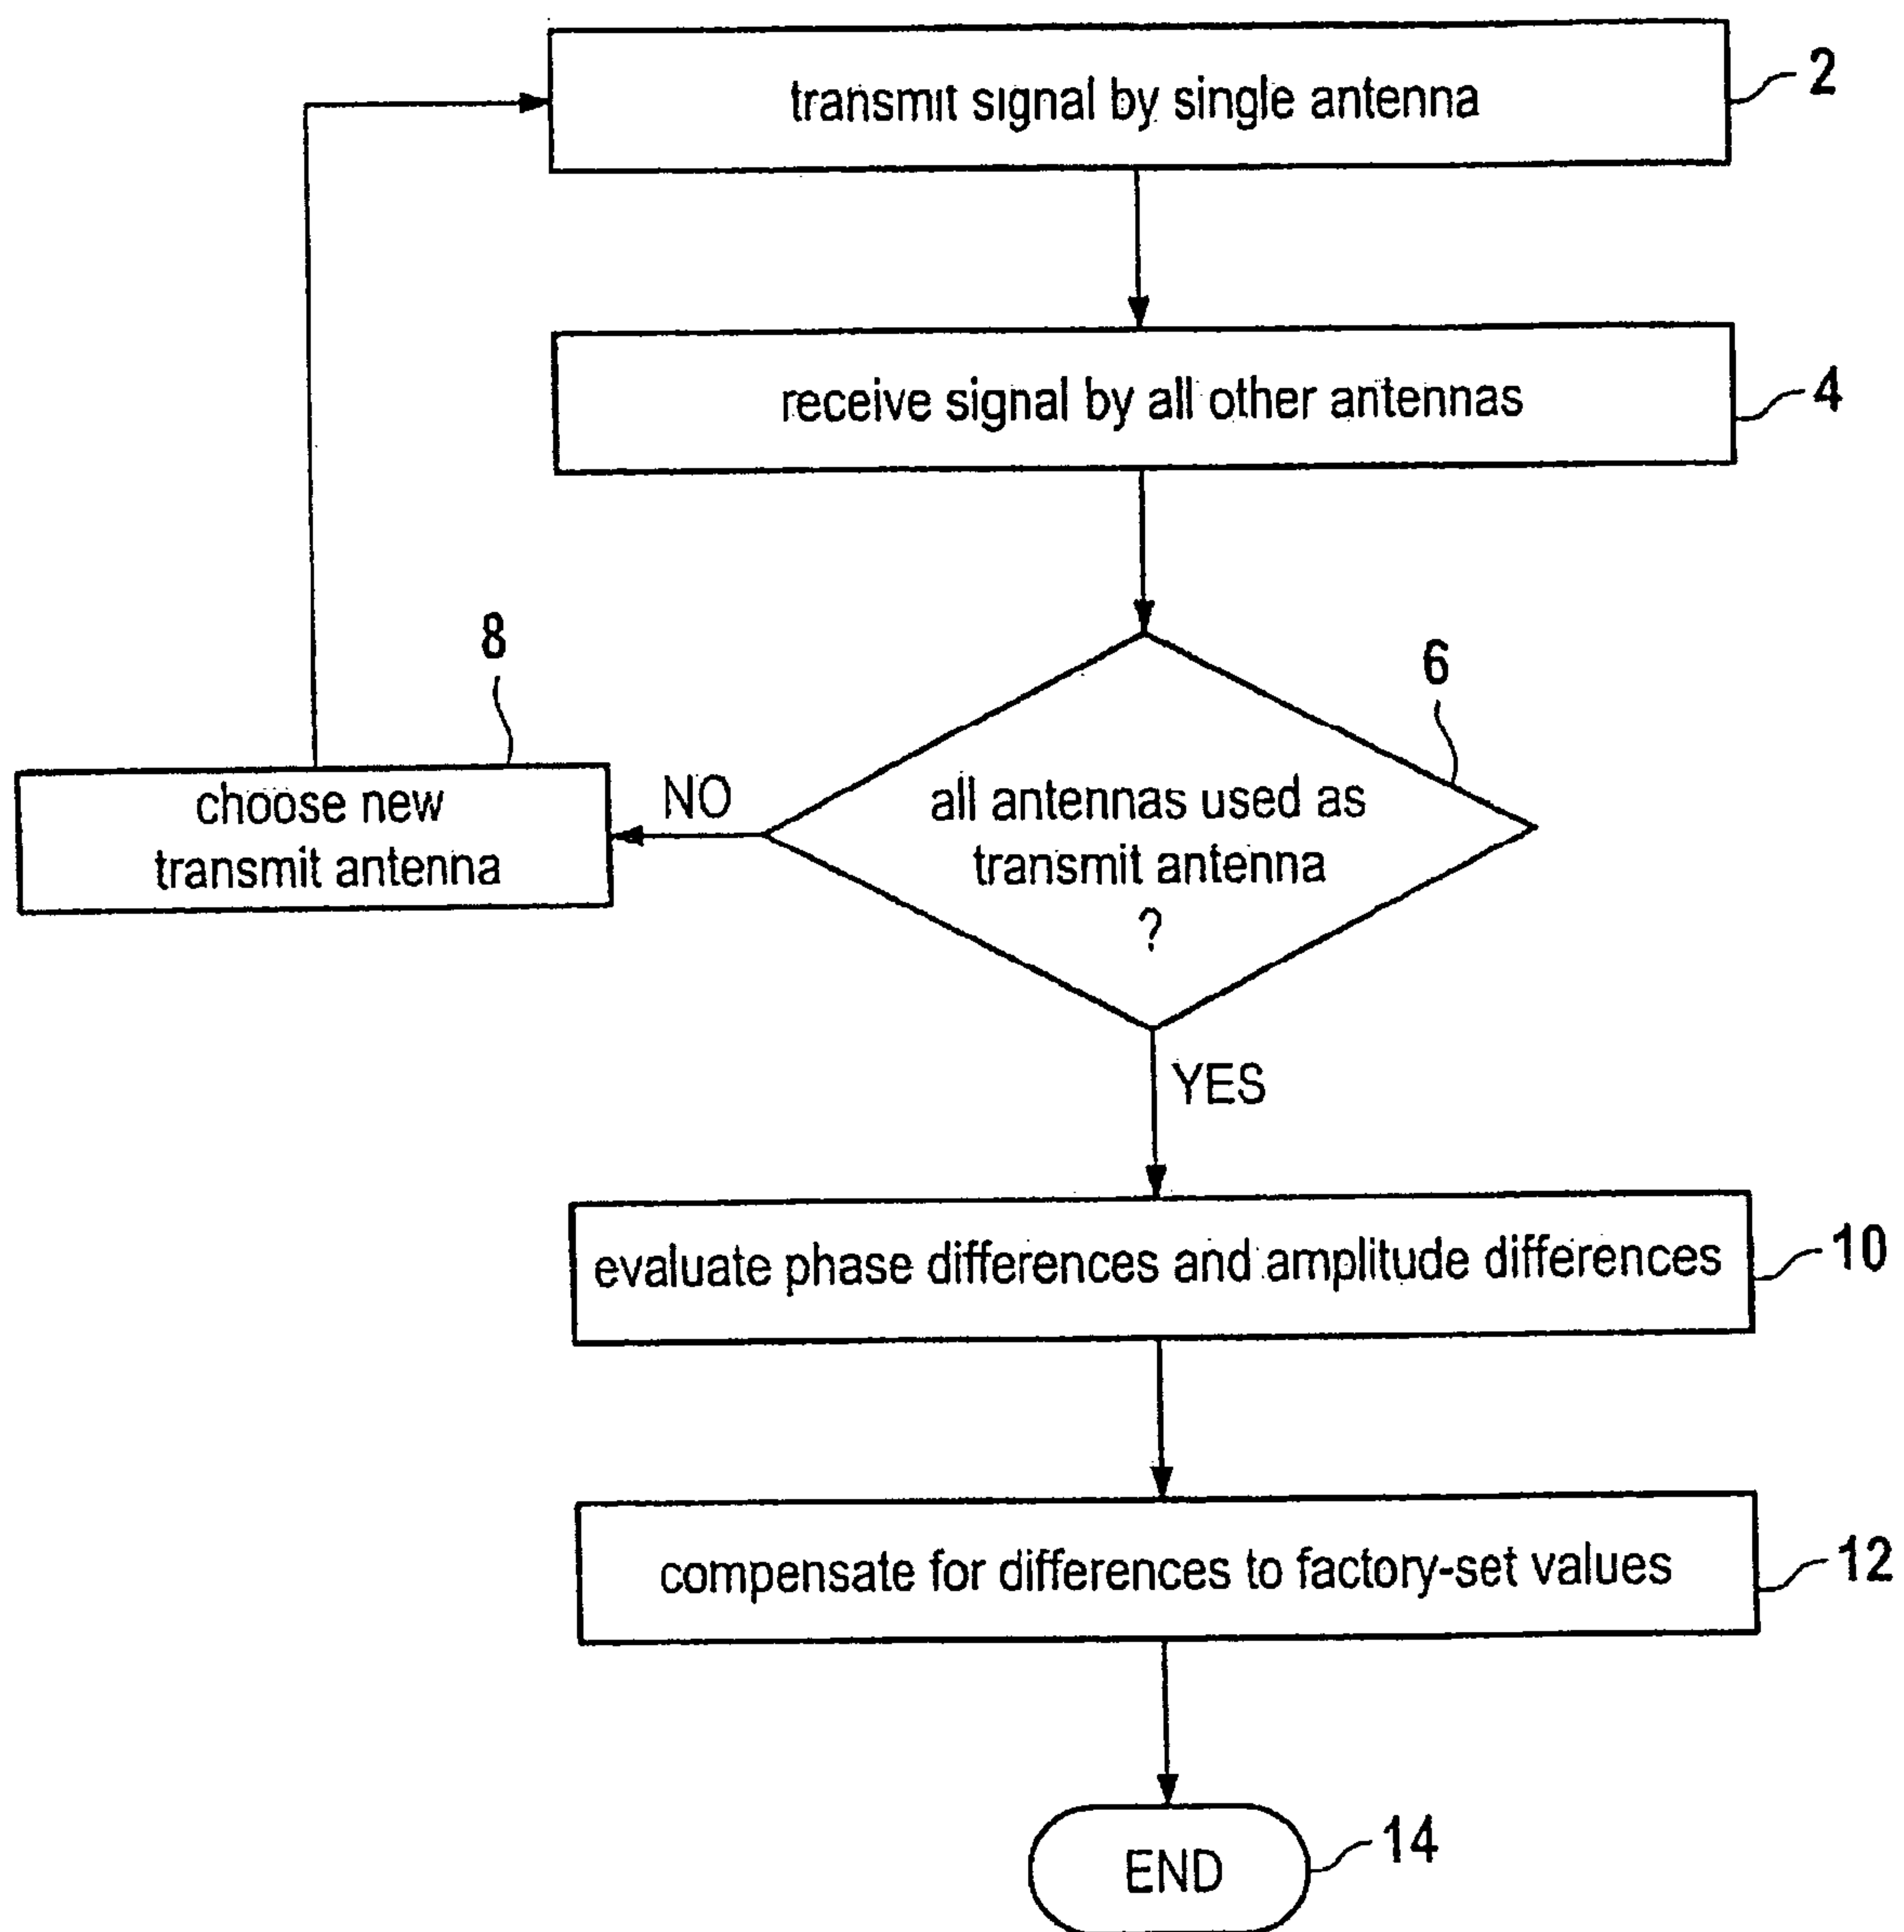 transmit signal by single antenna
2
receive signal by all other antennas
4
8
6
choose new
transmit antenna
NO
all antennas used as
transmit antenna
?
YES
evaluate phase differences and amplitude differences
10
compensate for differences to factory-set values
12
END
14